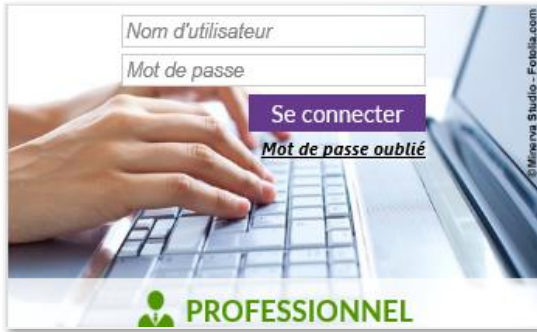 Nom d'utilisateur
Mot de passe
Se connecter
Mot de passe oublié
©Minerva Studio - Fotolia.com
PROFESSIONNEL